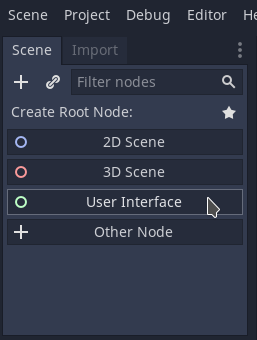 Scene Project Debug Editor He
Scene Import
Filter nodes
Create Root Node:
2D Scene
3D Scene
User Interface
Other Node